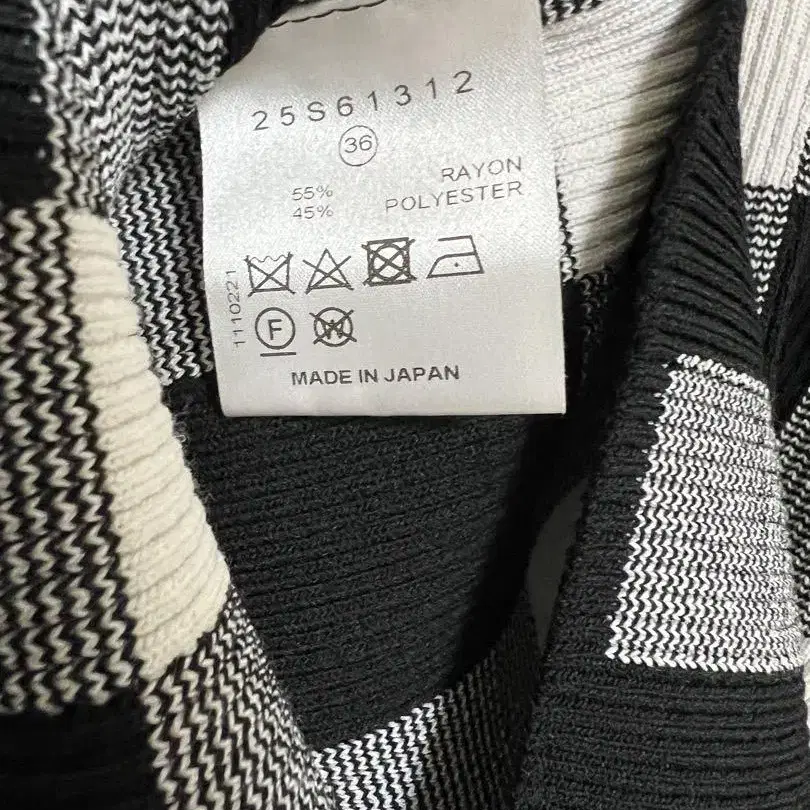 25S61312
36
55% RAYON
45% POLYESTER
1110221
F
W
MADE IN JAPAN